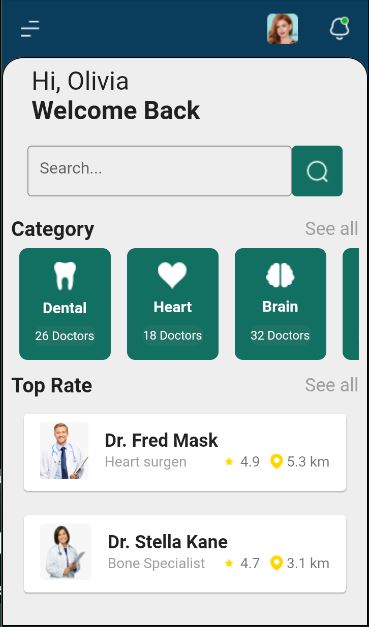 Hi, Olivia
Welcome Back
Search...
Category See all
Dental Heart Brain
26 Doctors 18 Doctors 32 Doctors
Top Rate See all
Dr. Fred Mask
Heart surgen 4.9 5.3 km
Dr. Stella Kane
Bone Specialist 4.7 3.1 km